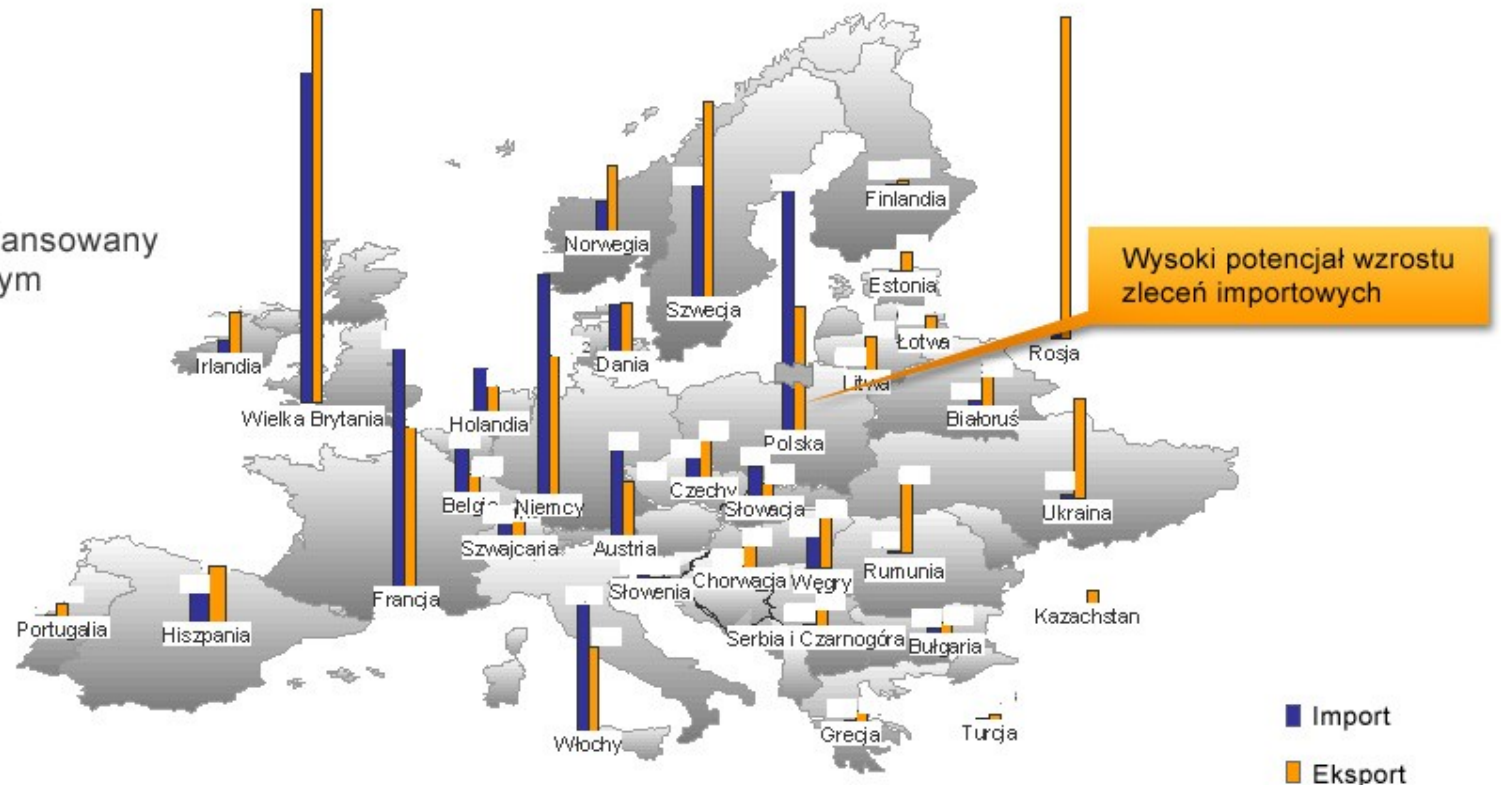 ansowany
ym
Finlandia
Norwegia
Wysoki potencjał wzrostu
zleceń importowych
Estonia
Szwecja
Łotwa
Rosja
Irlandia
2
Dania
Litwa
Wielka Brytania
Holandia
Polska
Białoruś
Belgia
Niemcy
Czechy
Słowacja
Ukraina
Szwajcaria
Austria
Chorwacja
Węgry
Rumunia
Słowenia
Francja
Kazachstan
Portugalia
Hiszpania
Serbia i Czarnogóra
Bułgaria
Włochy
Grecja
Turcja
Import
Eksport